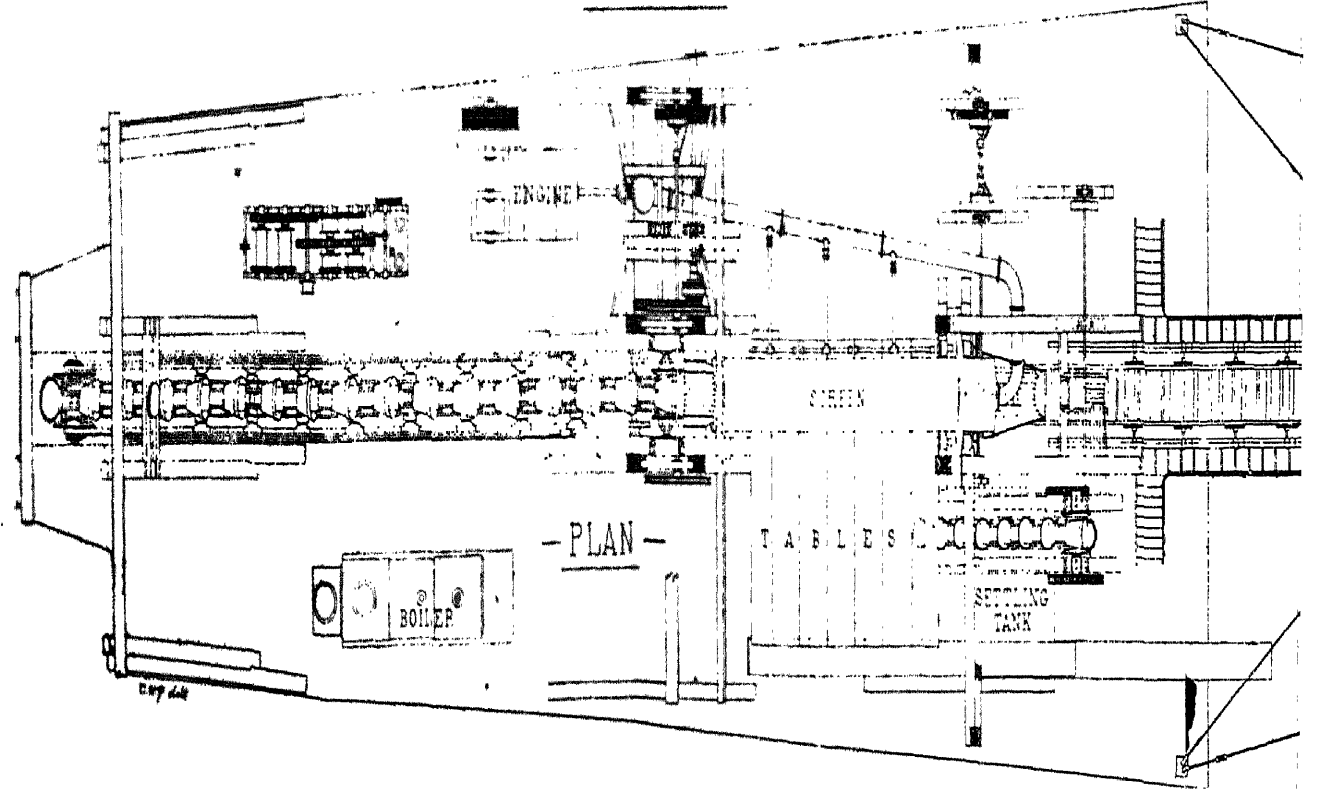 ENGINE
SCREEN
— PLAN —
TABLES
BOILER
SETTLING
TANK